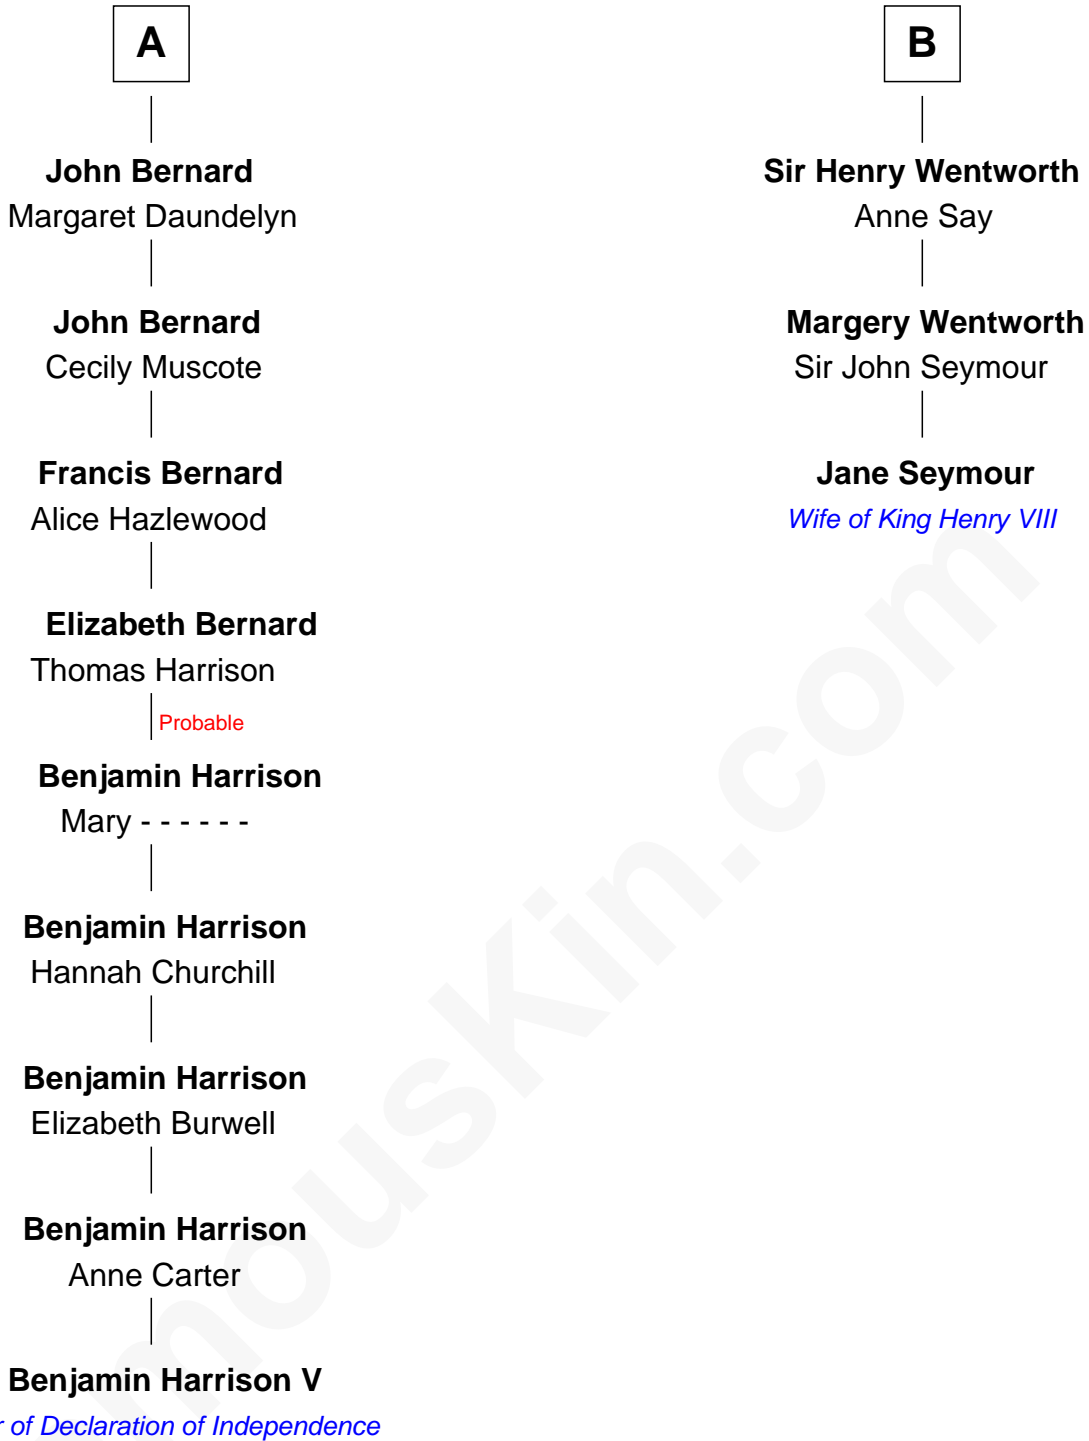 A
John Bernard
Margaret Daundelyn
John Bernard
Cecily Muscote
Francis Bernard
Alice Hazlewood
Elizabeth Bernard
Thomas Harrison
Probable
Benjamin Harrison
Mary - - - - - -
Benjamin Harrison
Hannah Churchill
Benjamin Harrison
Elizabeth Burwell
Benjamin Harrison
Anne Carter
Benjamin Harrison V
of Declaration of Independence
B
Sir Henry Wentworth
Anne Say
Margery Wentworth
Sir John Seymour
Jane Seymour
Wife of King Henry VIII
mouskin.com